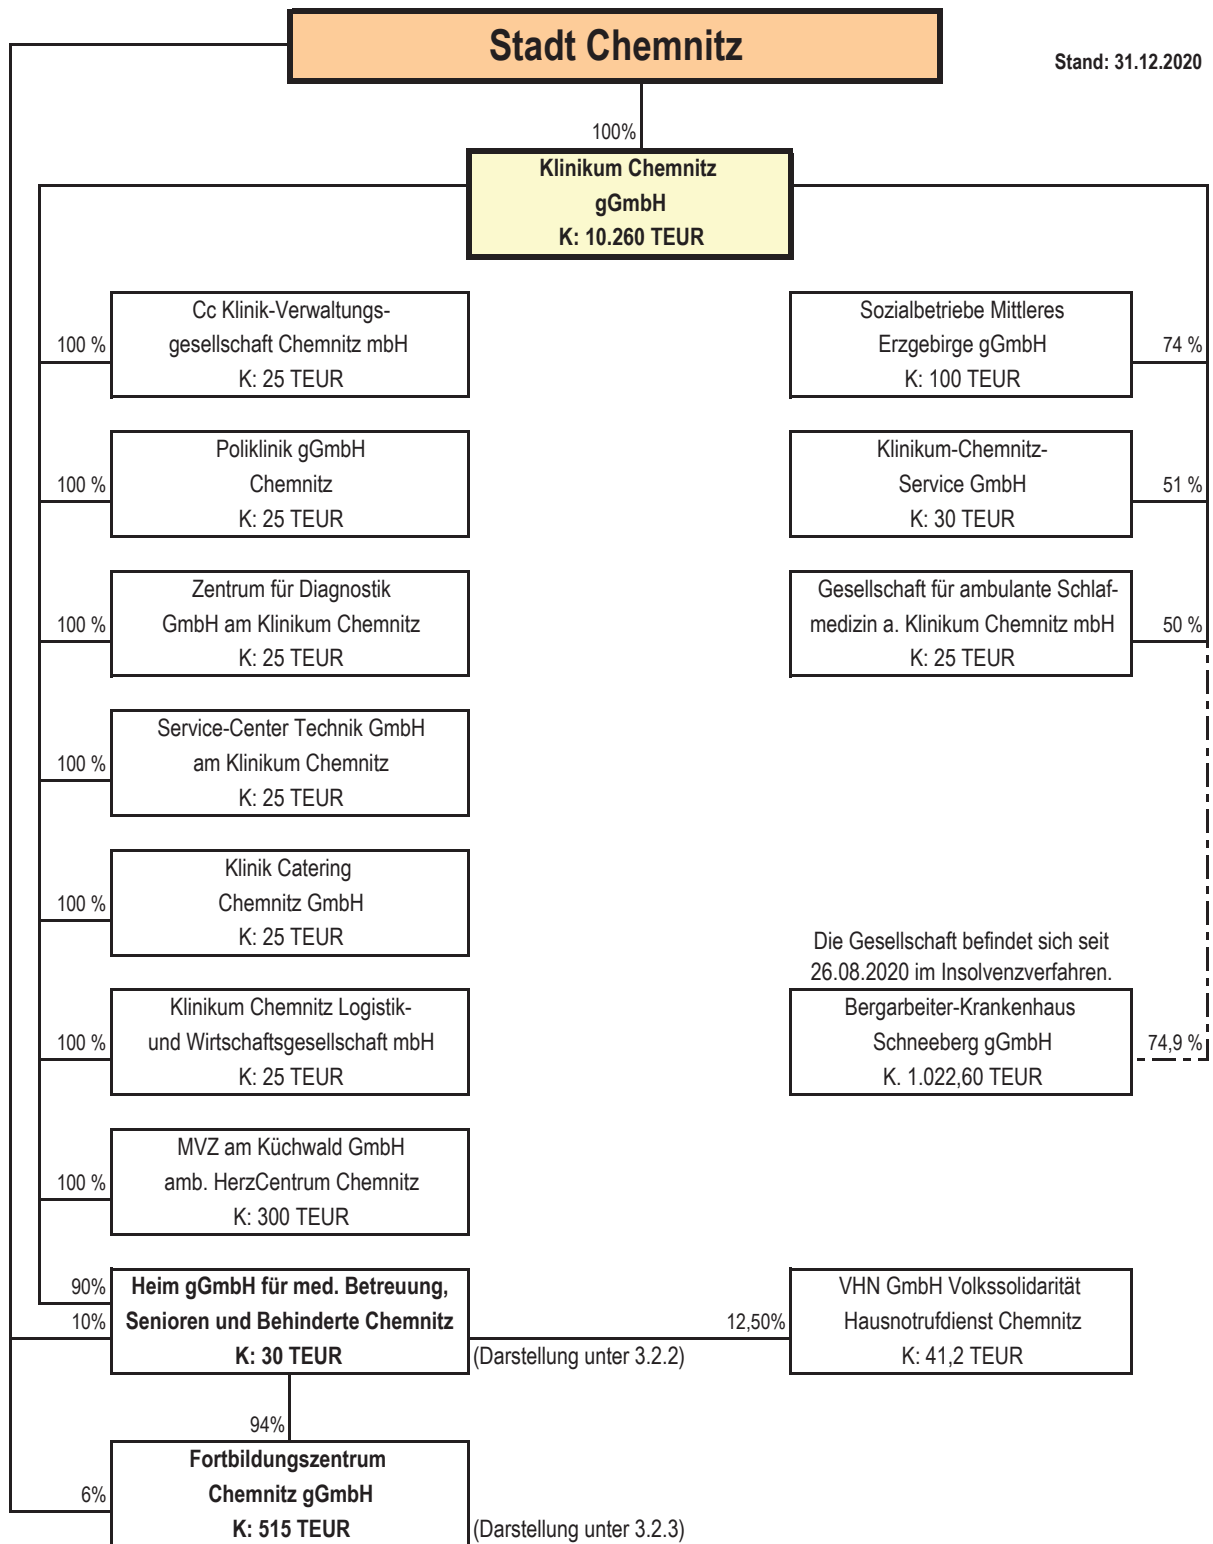 Stadt Chemnitz
Stand: 31.12.2020
100%
Klinikum Chemnitz
gGmbH
K: 10.260 TEUR
Cc Klinik-Verwaltungs-
100 %
gesellschaft Chemnitz mbH
K: 25 TEUR
Sozialbetriebe Mittleres
Erzgebirge gGmbH
74 %
K: 100 TEUR
Poliklinik gGmbH
100 %
Chemnitz
K: 25 TEUR
Klinikum-Chemnitz-
Service GmbH
51 %
K: 30 TEUR
Zentrum für Diagnostik
100 %
GmbH am Klinikum Chemnitz
K: 25 TEUR
Gesellschaft für ambulante Schlaf-
medizin a. Klinikum Chemnitz mbH
50 %
K: 25 TEUR
Service-Center Technik GmbH
100 %
am Klinikum Chemnitz
K: 25 TEUR
Klinik Catering
100 %
Chemnitz GmbH
K: 25 TEUR
Die Gesellschaft befindet sich seit
26.08.2020 im Insolvenzverfahren.
Klinikum Chemnitz Logistik-
100 %
und Wirtschaftsgesellschaft mbH
K: 25 TEUR
Bergarbeiter-Krankenhaus
Schneeberg gGmbH
74,9 %
K. 1.022,60 TEUR
MVZ am Küchwald GmbH
100 %
amb. HerzCentrum Chemnitz
K: 300 TEUR
90%
Heim gGmbH für med. Betreuung,
10%
Senioren und Behinderte Chemnitz
K: 30 TEUR
(Darstellung unter 3.2.2)
12,50%
VHN GmbH Volkssolidarität
Hausnotrufdienst Chemnitz
K: 41,2 TEUR
94%
Fortbildungszentrum
6%
Chemnitz gGmbH
K: 515 TEUR
(Darstellung unter 3.2.3)